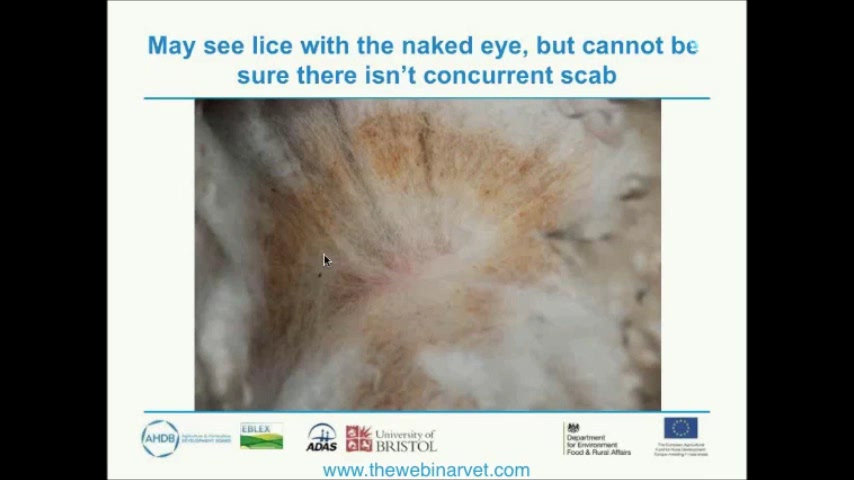 May see lice with the naked eye, but cannot be
sure there isn't concurrent scab
AHDB
EBLEX
ADAS
University of
BRISTOL
Department
for Environment
Food & Rural Affairs
www.thewebinarvet.com